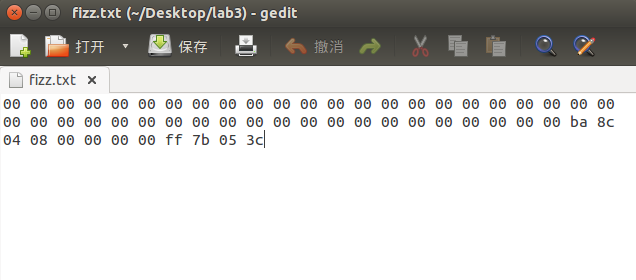 fizz.txt (~/Desktop/lab3) - gedit
打开 保存 撤消
fizz.txt
00 00 00 00 00 00 00 00 00 00 00 00 00 00 00 00 00 00 00 00 00 00 00
00 00 00 00 00 00 00 00 00 00 00 00 00 00 00 00 00 00 00 00 00 ba 8c
04 08 00 00 00 00 ff 7b 05 3c